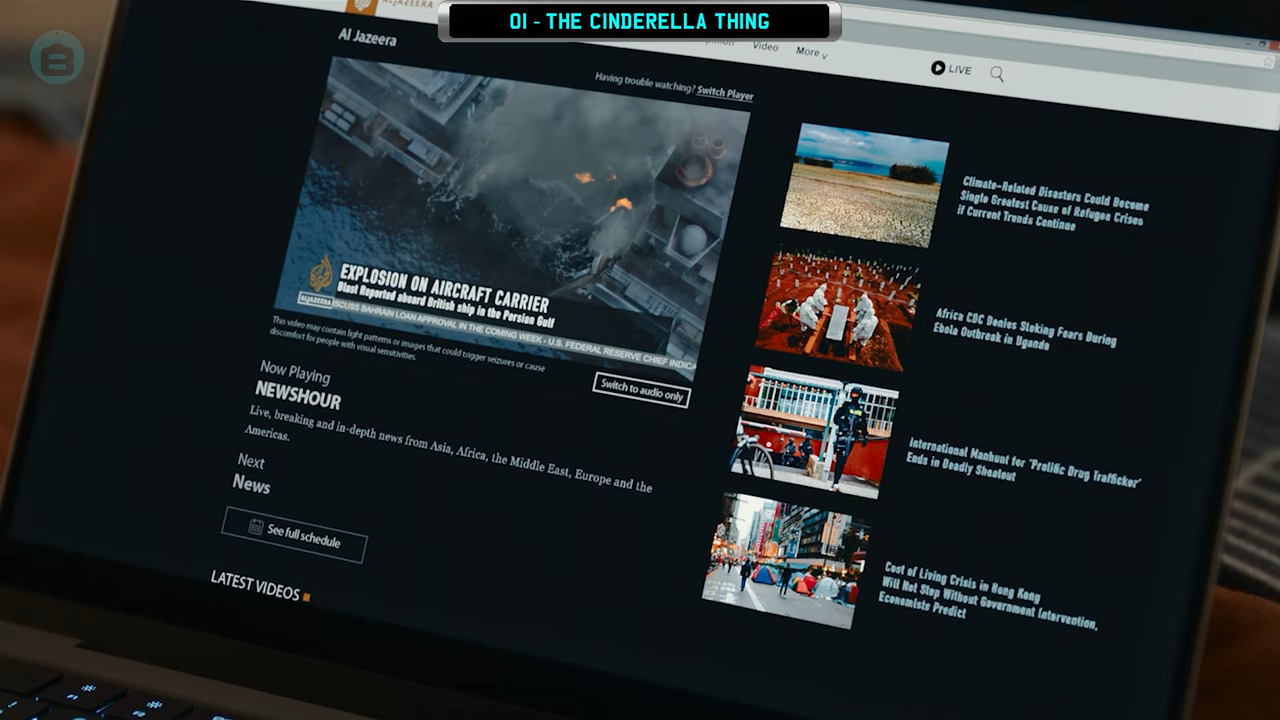 01 - THE CINDERELLA THING
B
ALJAZEERA
Al Jazeera
Video
More
LIVE
Having trouble watching? Switch Player
EXPLOSION ON AIRCRAFT CARRIER
Blast Reported aboard British ship in the Persian Gulf
ALJAZEERA
SCUSS BAHRAIN LOAN APPROVAL IN THE COMING WEEK - U.S. FEDERAL RESERVE CHIEF INDICA
This video may contain light patterns or images that could trigger seizures or cause
discomfort for people with visual sensitivities.
Switch to audio only
Now Playing
NEWSHOUR
Live, breaking and in-depth news from Asia, Africa, the Middle East, Europe and the
Americas.
Next
News
See full schedule
LATEST VIDEOS
Climate-Related Disasters Could Become
Single Greatest Cause of Refugee Crises
if Current Trends Continue
Africa CDC Denies Stoking Fears During
Ebola Outbreak in Uganda
International Manhunt for "Prolific Drug Trafficker"
Ends in Deadly Shootout
Cost of Living Crisis in Hong Kong
Will Not Stop Without Government Intervention,
Economists Predict